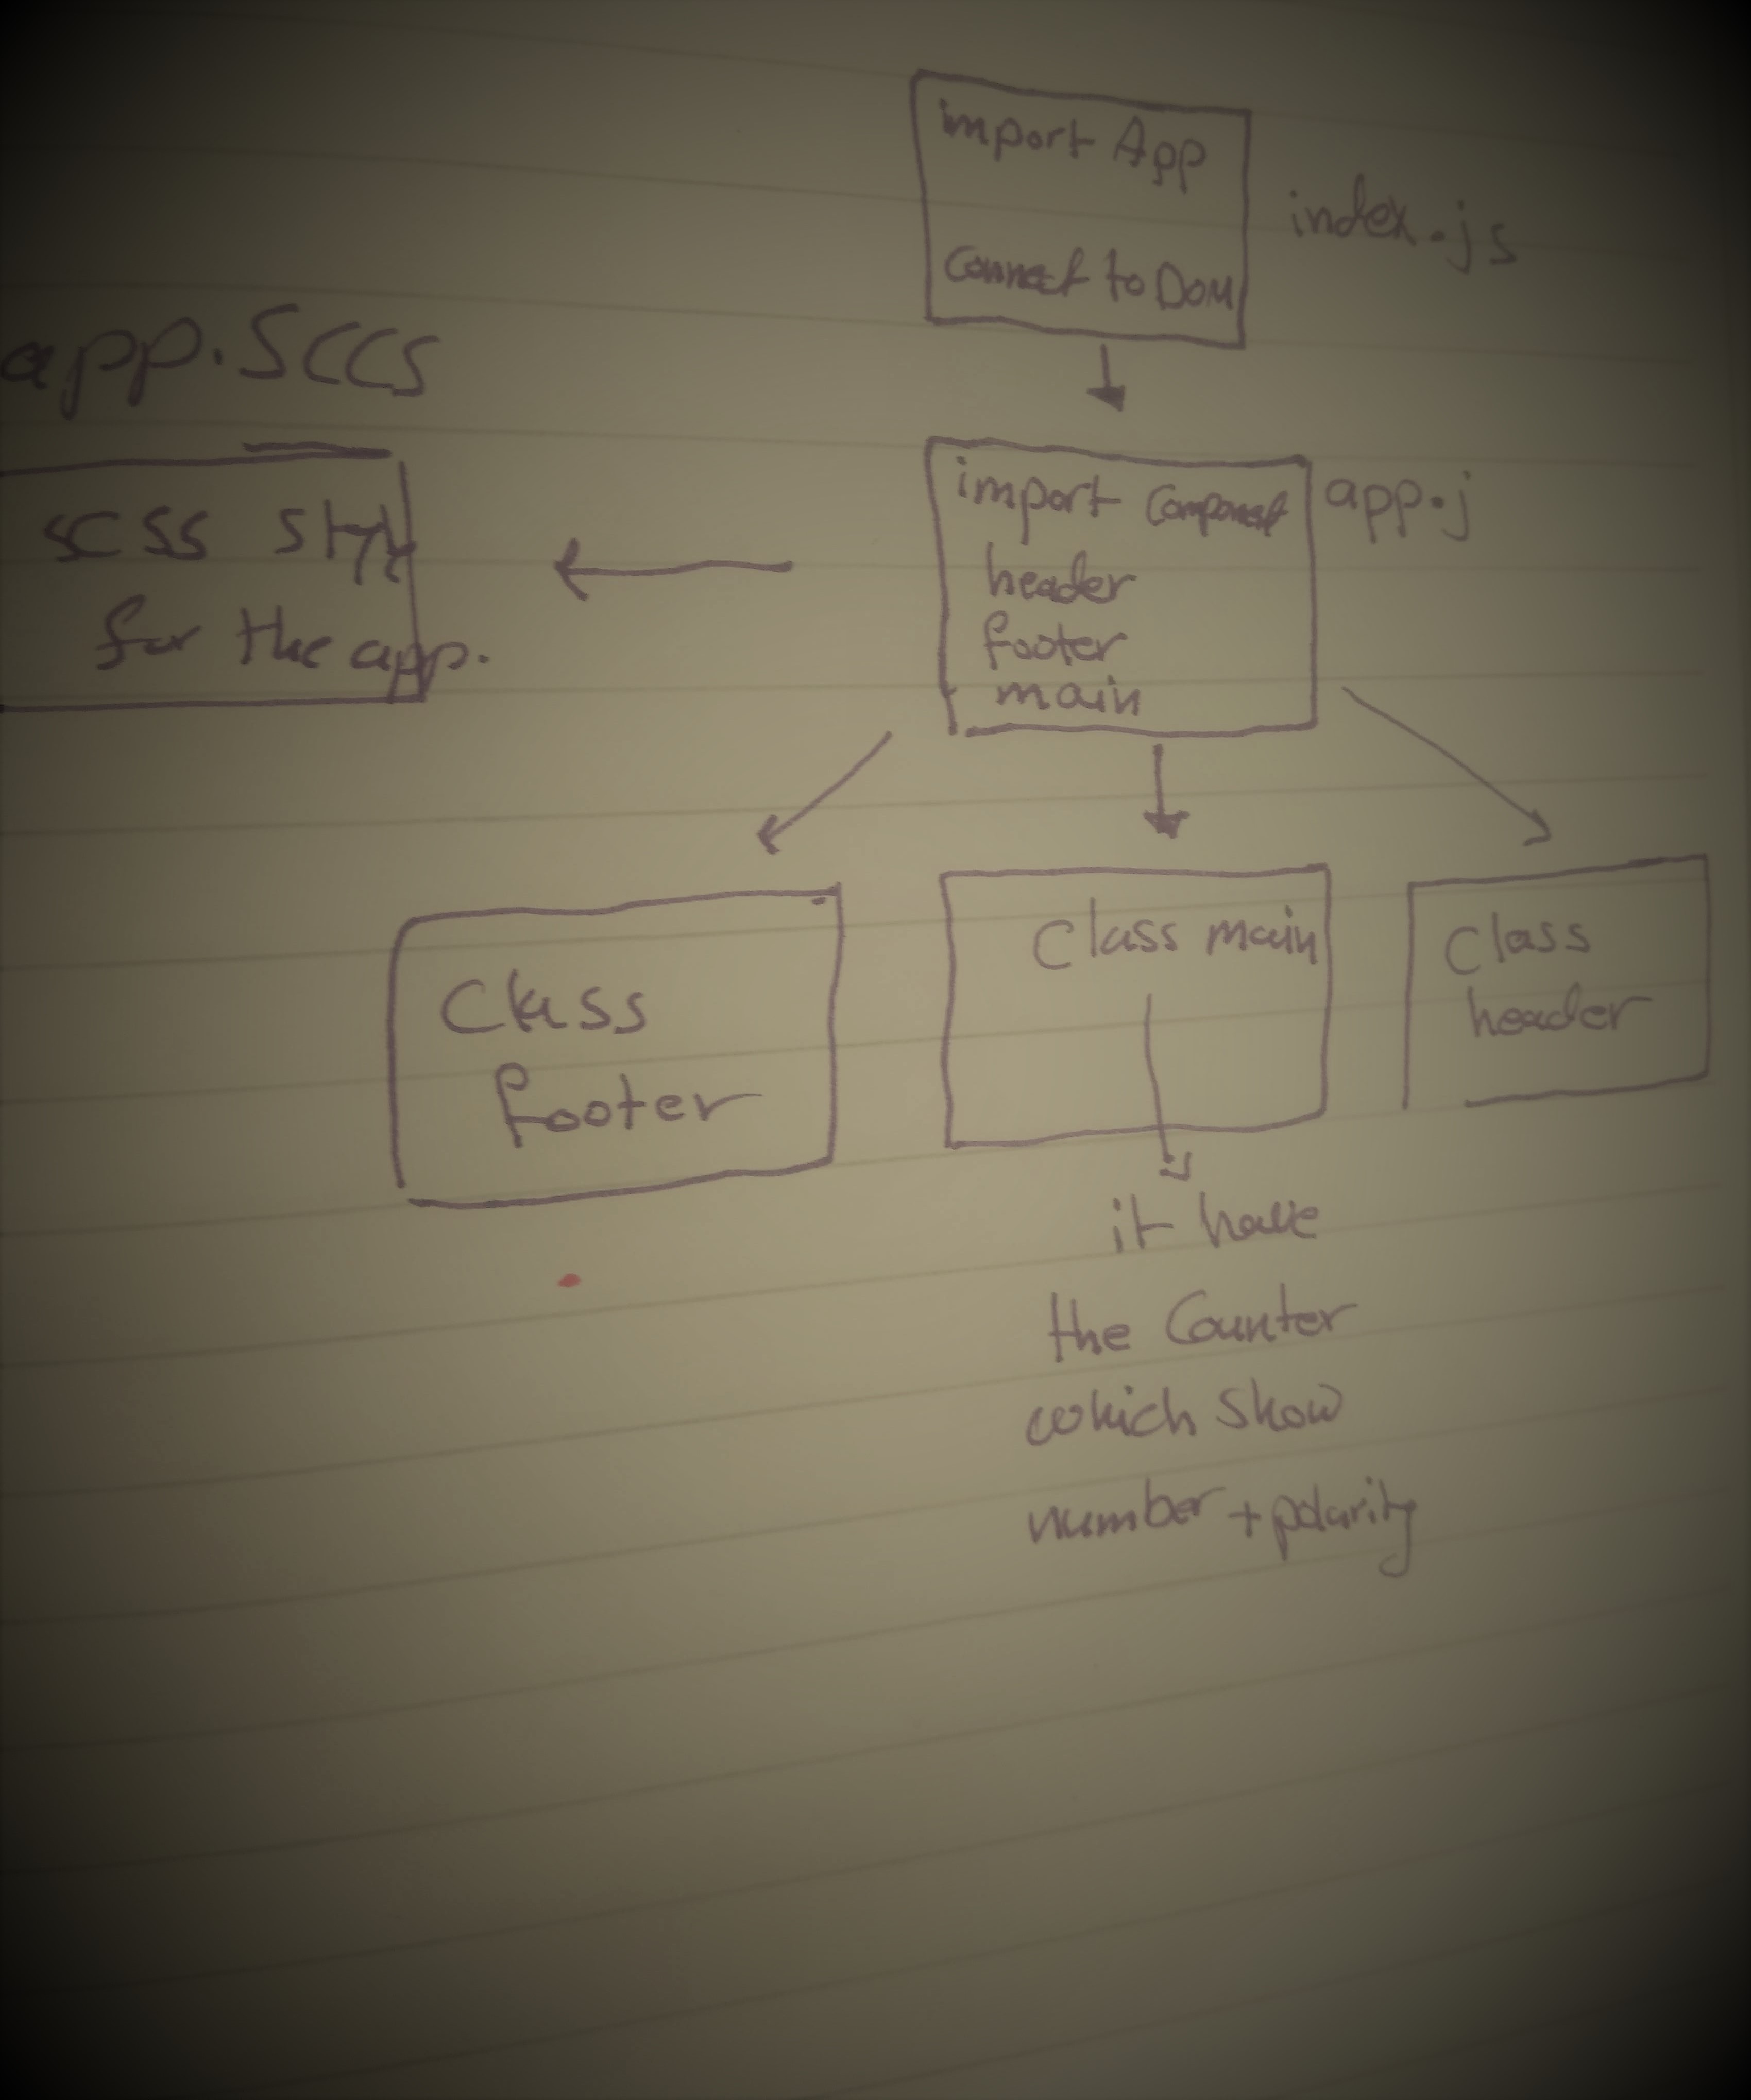 import App
connect to DOM
index.js
app.SCCS
scss style
for the app.
import Component
header
footer
main
app.j
Class
footer
Class main
Class
header
it have
the Counter
which show
number + polarity